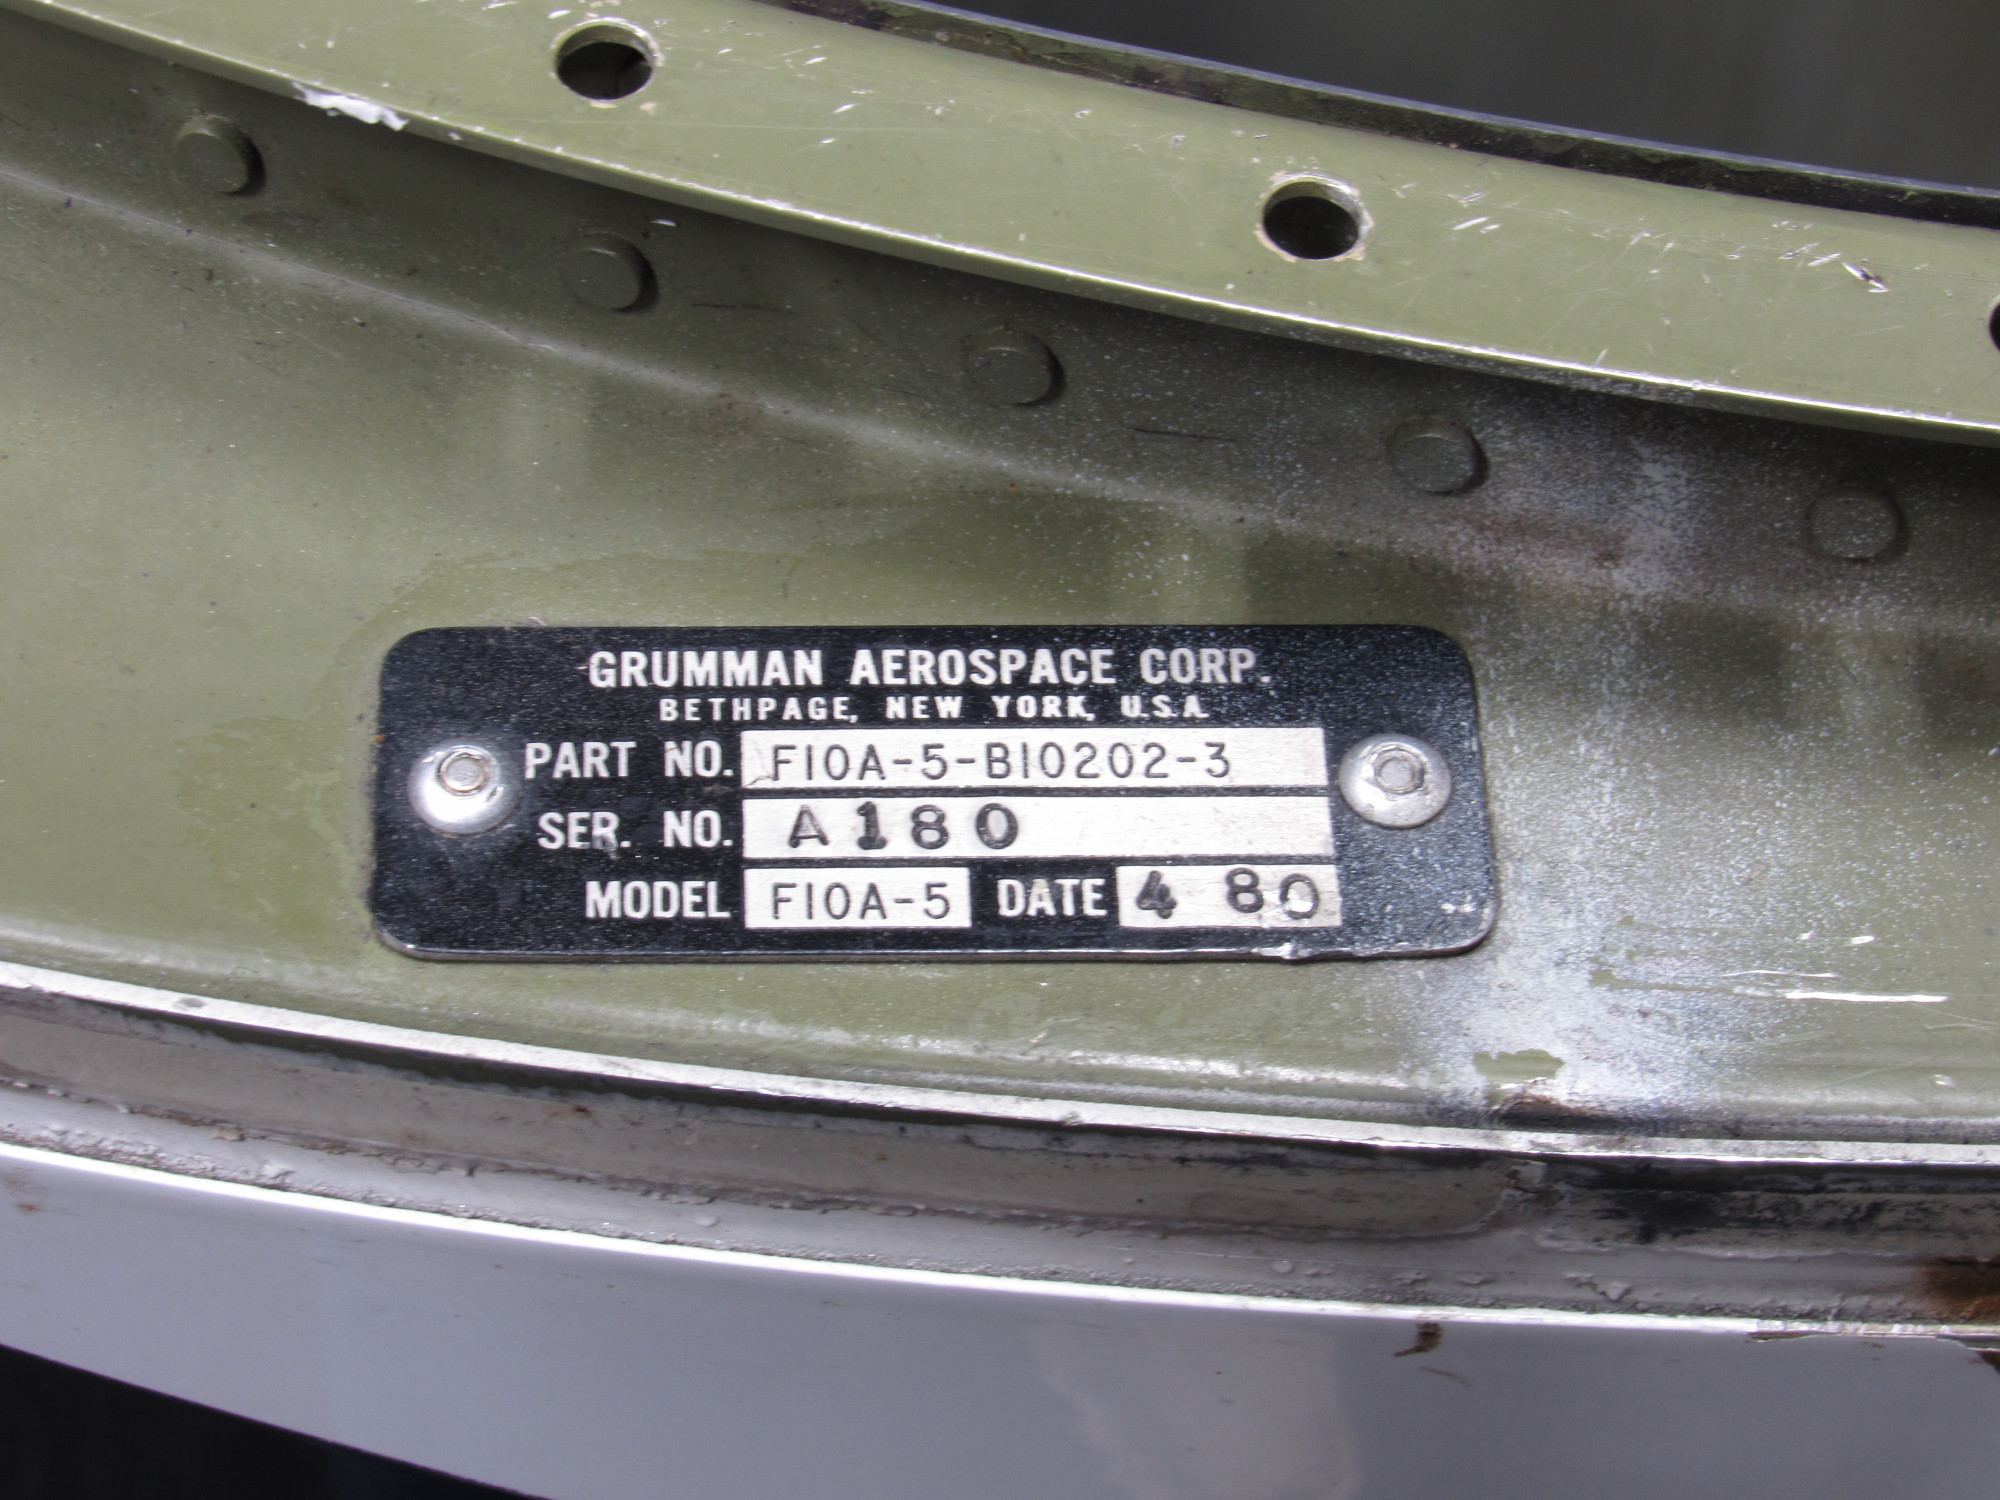 GRUMMAN AEROSPACE CORP.
BETHPAGE, NEW YORK, U.S.A.
PART NO. F10A-5-B10202-3
SER. NO. A180
MODEL F10A-5 DATE 4 80